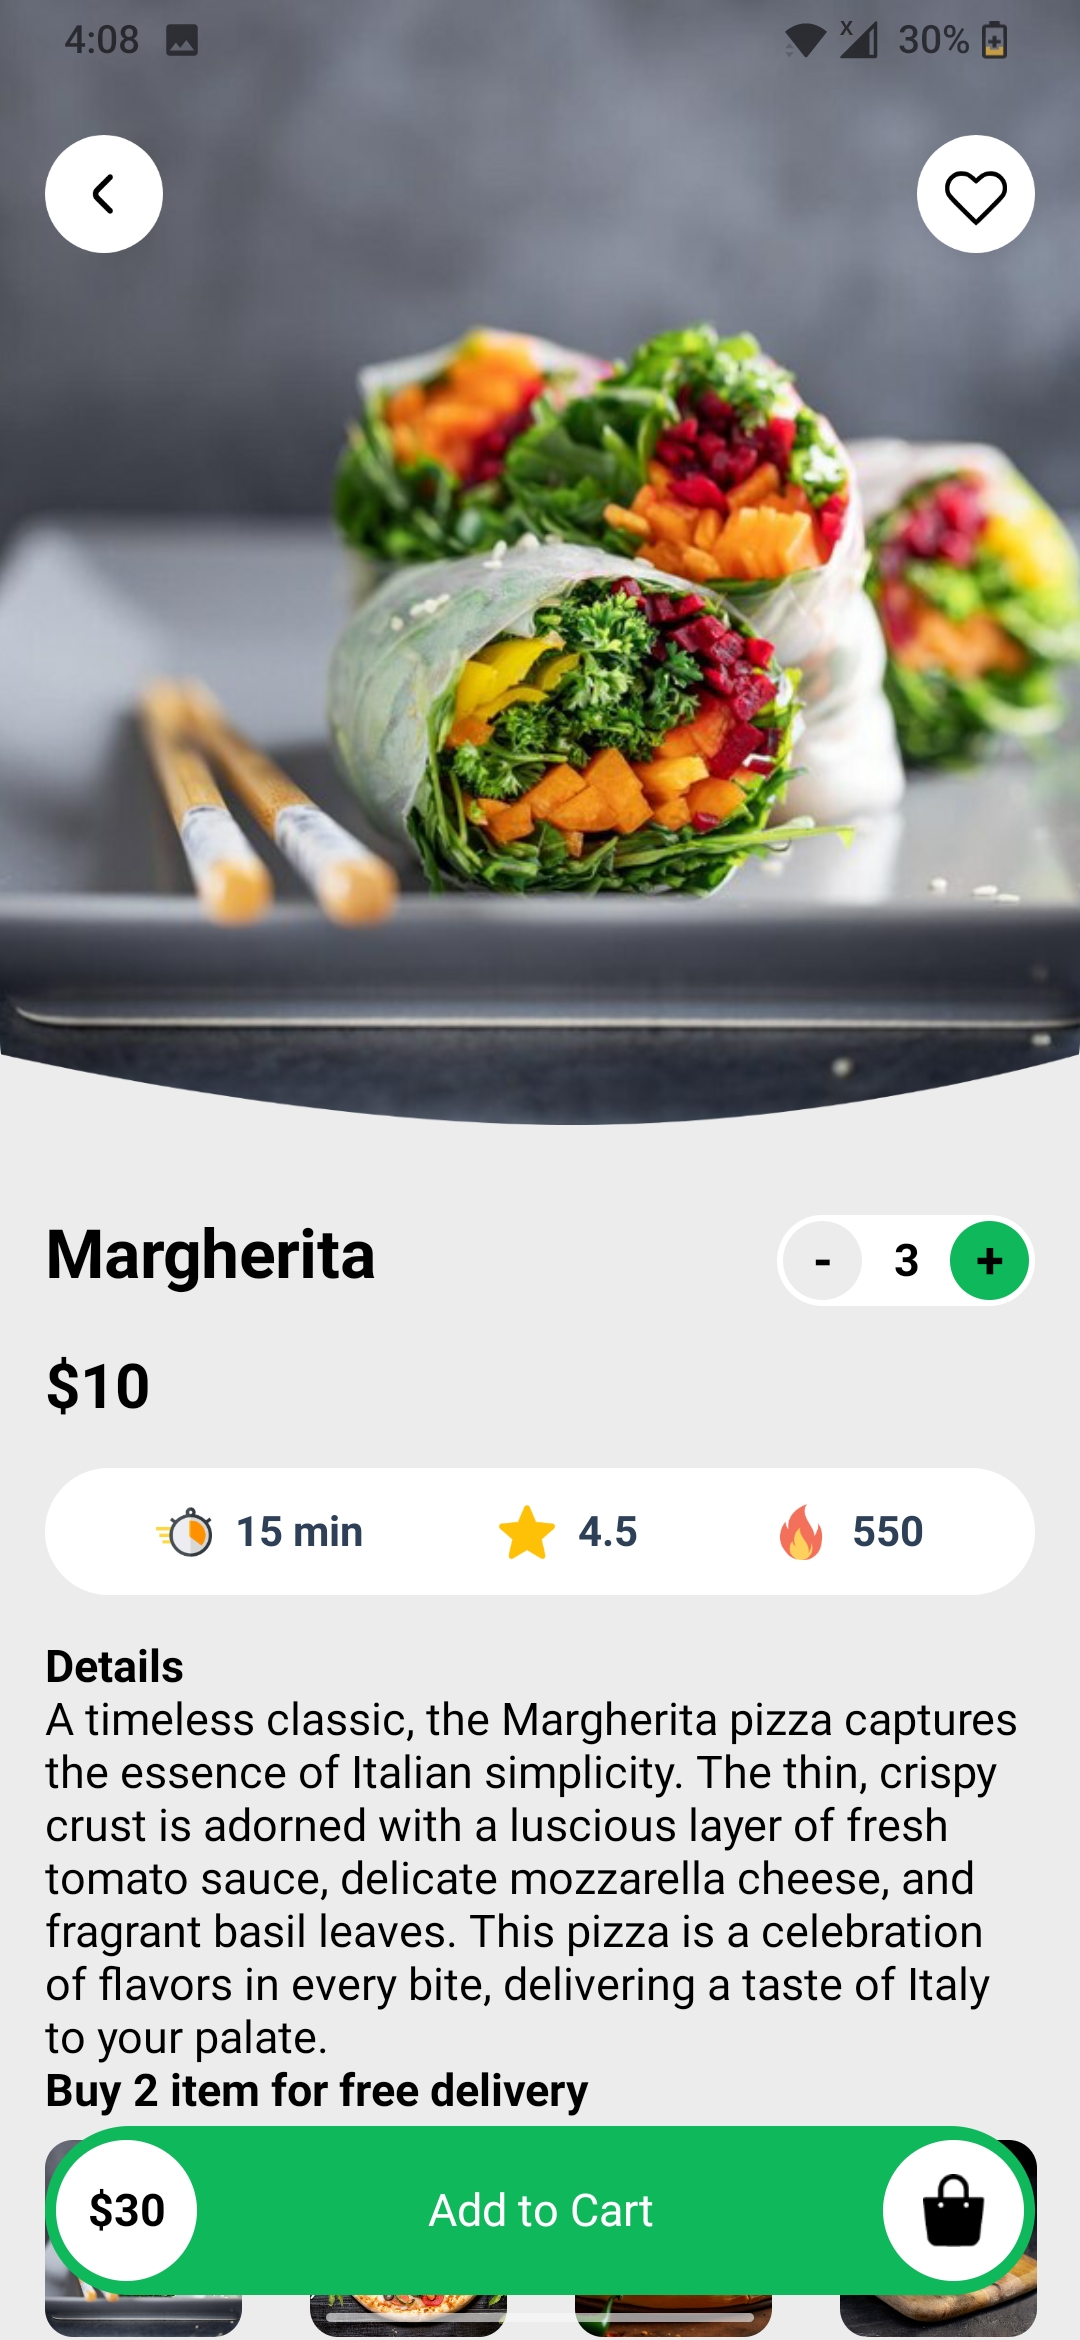 4:08
X 30%
Margherita
- 3 +
$10
15 min 4.5 550
Details
A timeless classic, the Margherita pizza captures
the essence of Italian simplicity. The thin, crispy
crust is adorned with a luscious layer of fresh
tomato sauce, delicate mozzarella cheese, and
fragrant basil leaves. This pizza is a celebration
of flavors in every bite, delivering a taste of Italy
to your palate.
Buy 2 item for free delivery
$30 Add to Cart